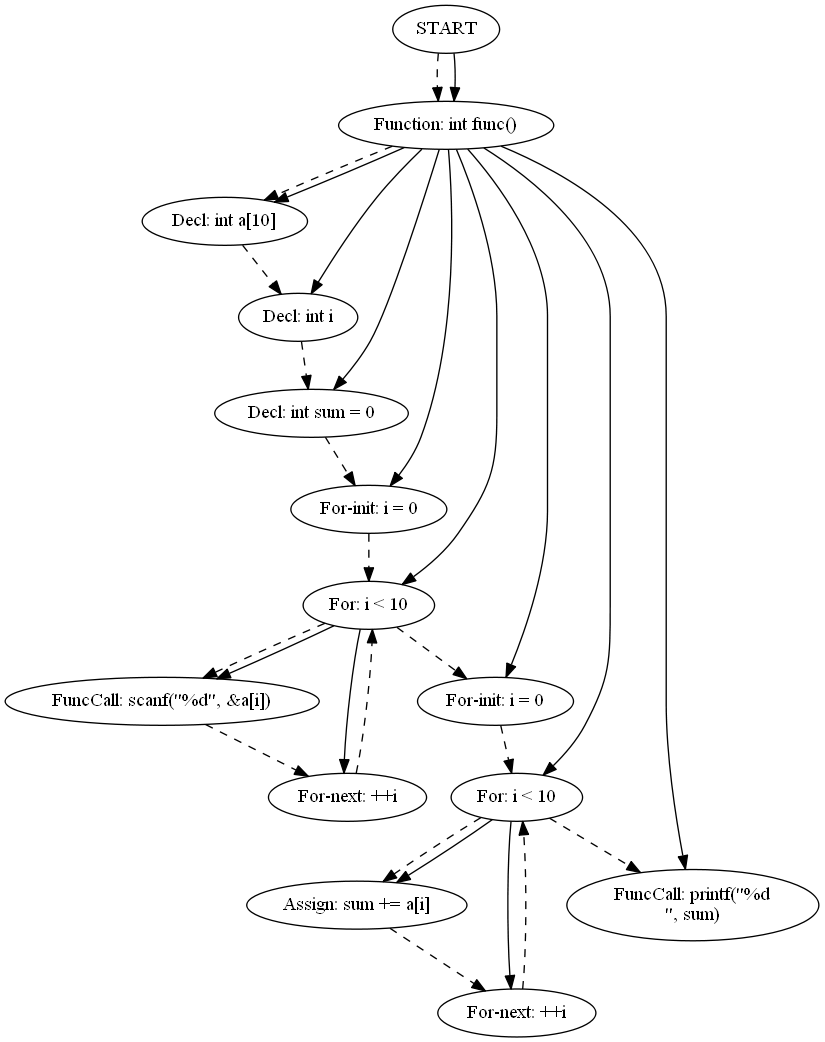 START
Function: int func()
Decl: int a[10]
Decl: int i
Decl: int sum = 0
For-init: i = 0
For: i < 10
FuncCall: scanf("%d", &a[i])
For-init: i = 0
For-next: ++i
For: i < 10
Assign: sum += a[i]
FuncCall: printf("%d
", sum)
For-next: ++i